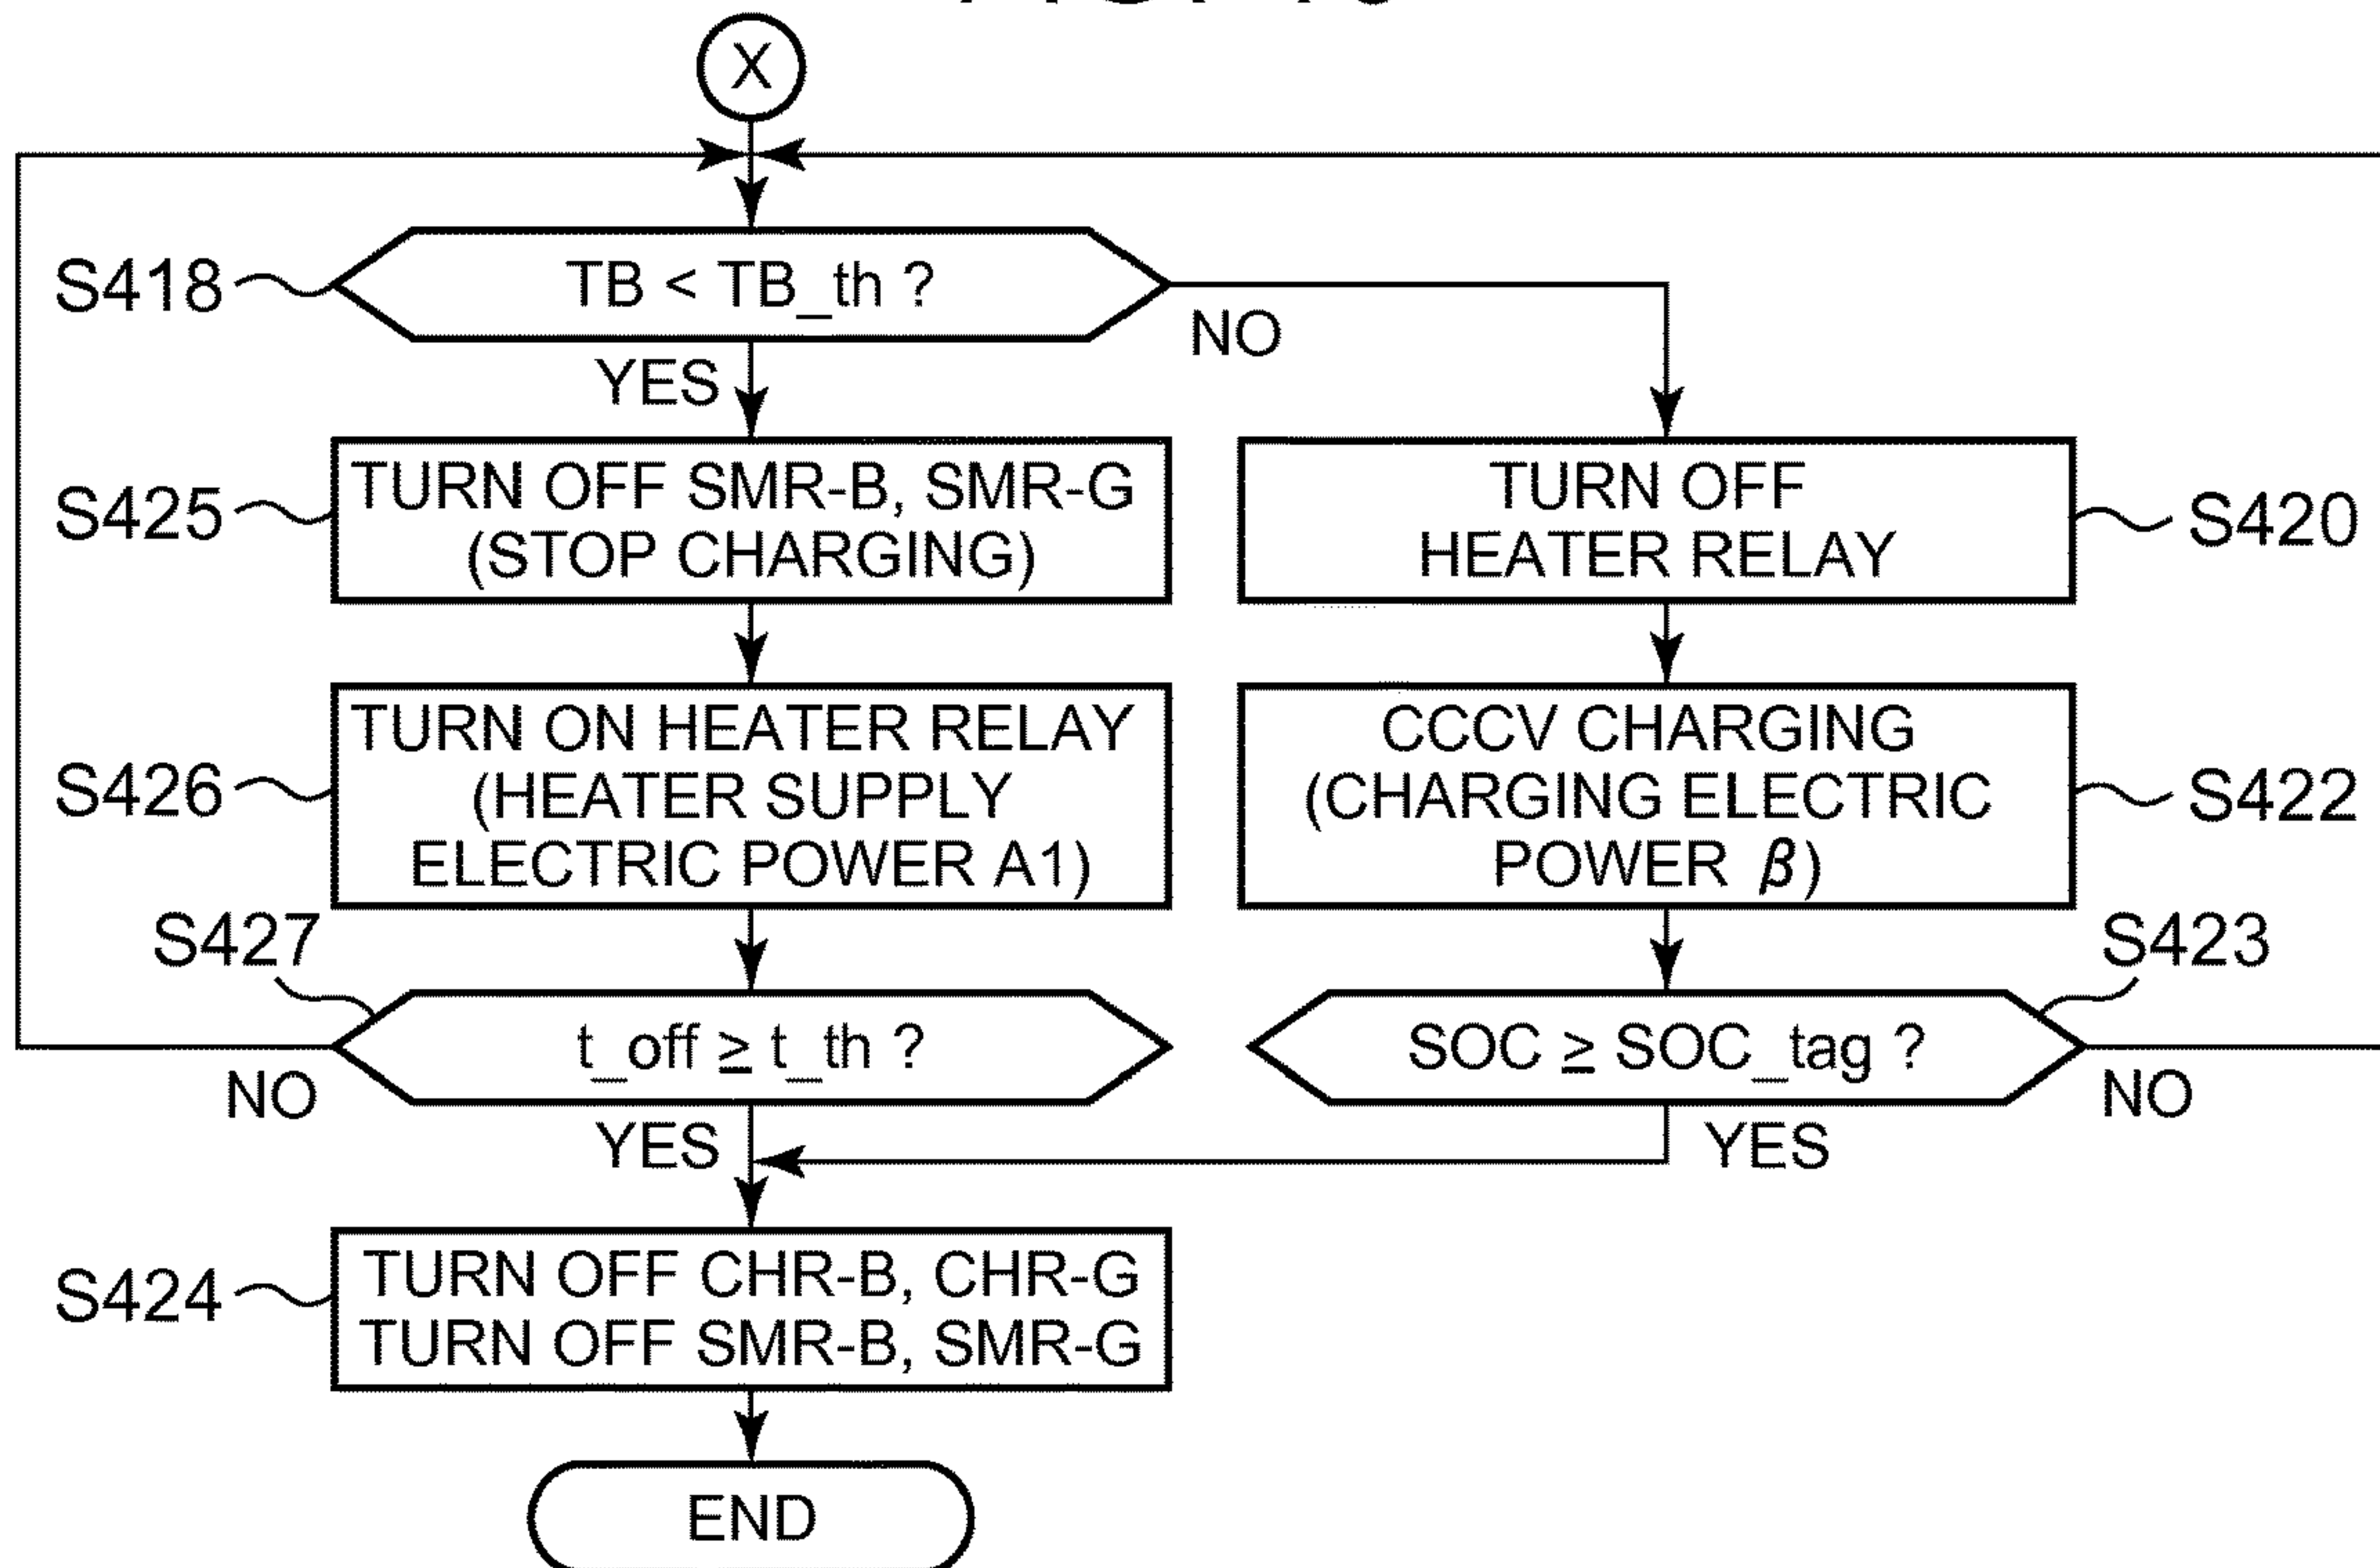 X
S418
TB < TB_th ?
NO
YES
S425
TURN OFF SMR-B, SMR-G
(STOP CHARGING)
TURN OFF
HEATER RELAY
S420
S426
TURN ON HEATER RELAY
(HEATER SUPPLY
ELECTRIC POWER A1)
CCCV CHARGING
(CHARGING ELECTRIC
POWER β)
S422
S427
t_off ≥ t_th ?
NO
YES
S423
SOC ≥ SOC_tag ?
NO
YES
S424
TURN OFF CHR-B, CHR-G
TURN OFF SMR-B, SMR-G
END